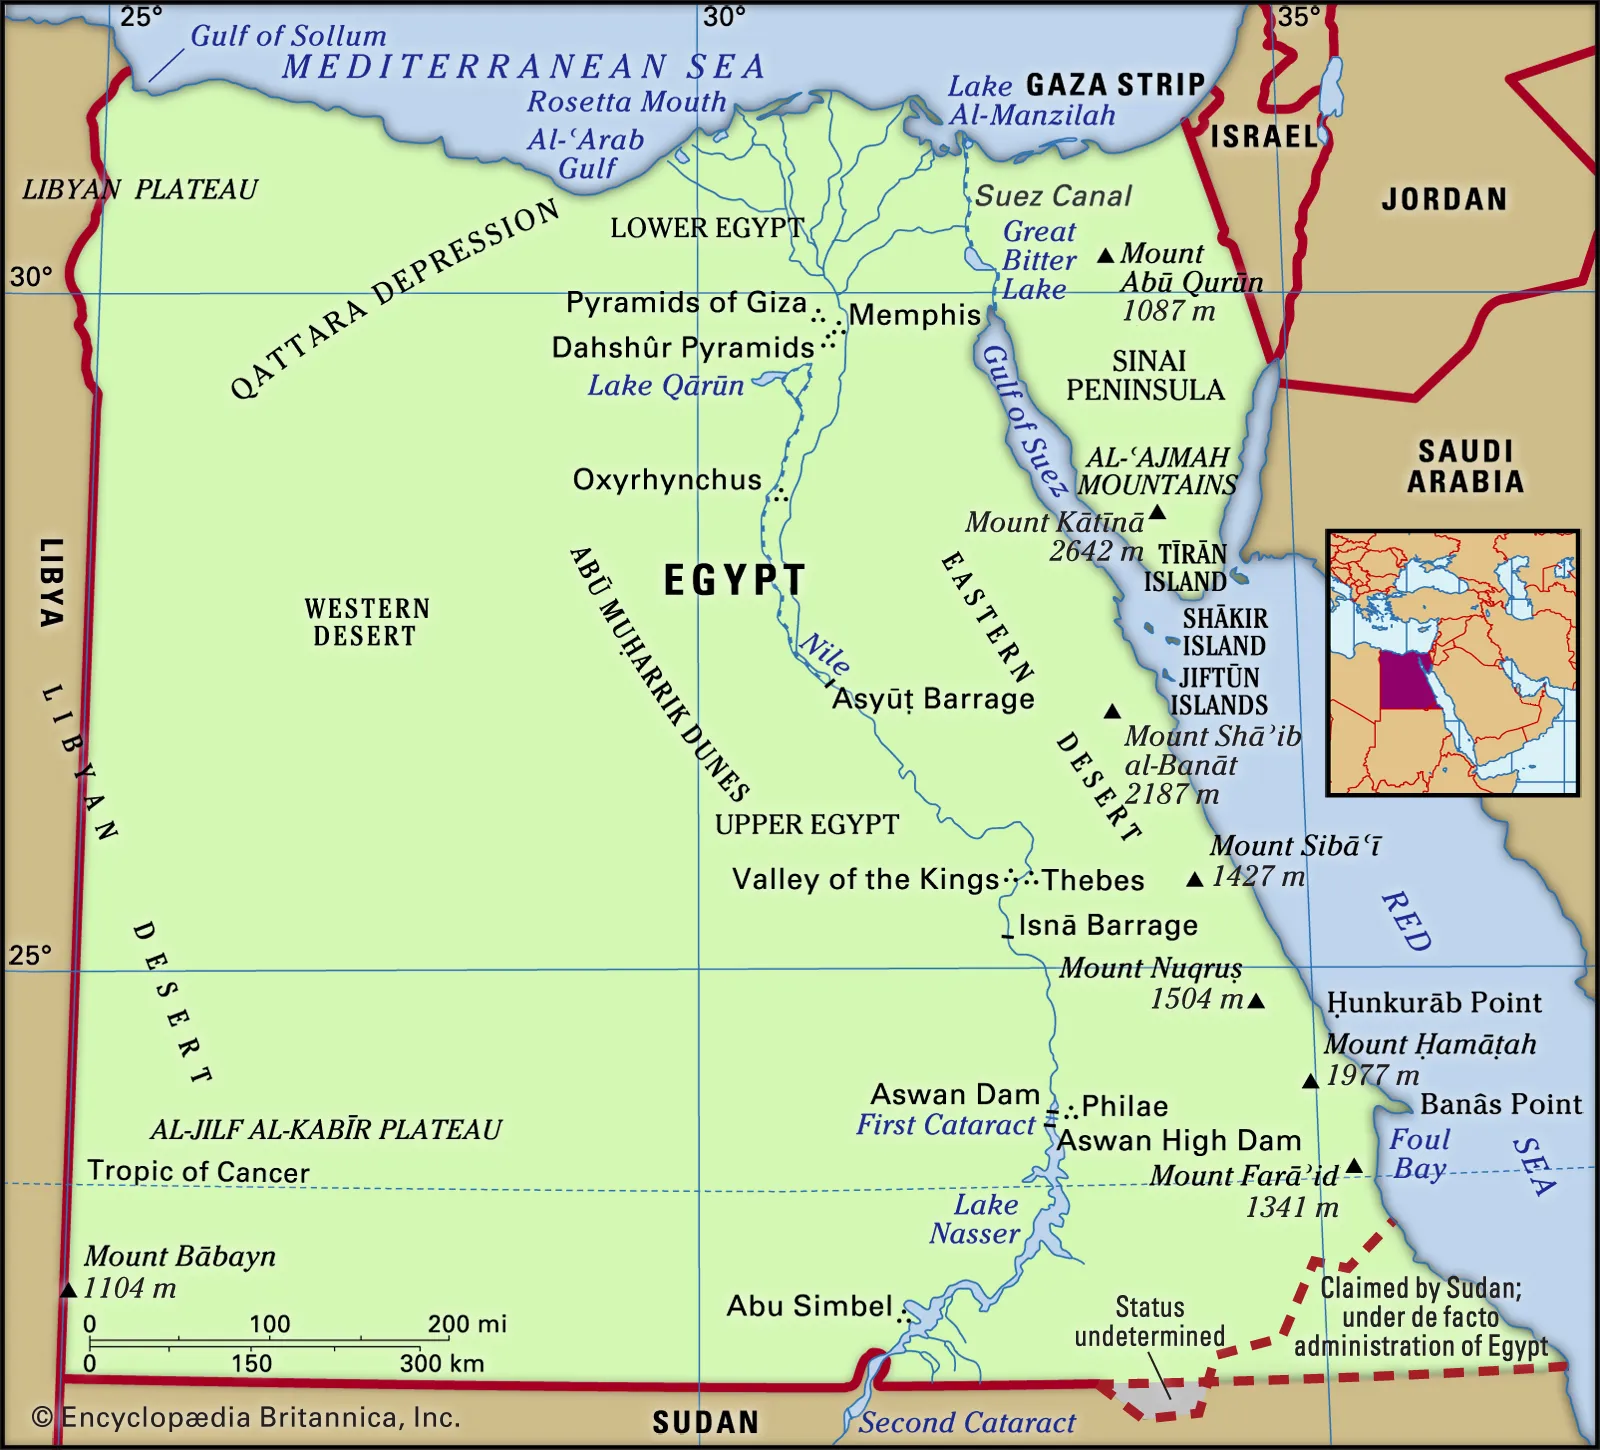 25°
30°
35°
Gulf of Sollum
MEDITERRANEAN SEA
Rosetta Mouth
Al-ʿArab
Gulf
Lake
Al-Manzilah
GAZA STRIP
ISRAEL
JORDAN
LIBYAN PLATEAU
QATTARA DEPRESSION
LOWER EGYPT
Suez Canal
Great
Bitter
Lake
Mount
Abū Qurūn
1087 m
30°
Pyramids of Giza
Memphis
Dahshûr Pyramids
Lake Qārūn
Gulf of Suez
SINAI
PENINSULA
Oxyrhynchus
AL-ʿAJMAH
MOUNTAINS
Mount Kātīnā
2642 m
SAUDI
ARABIA
TĪRĀN
ISLAND
LIBYA
WESTERN
DESERT
ABŪ MUḤARRIK DUNES
EGYPT
EASTERN
DESERT
SHĀKIR
ISLAND
JIFTŪN
ISLANDS
Nile
Asyūṭ Barrage
Mount Shāʾib
al-Banāt
2187 m
LIBYAN
DESERT
UPPER EGYPT
Valley of the Kings
Thebes
Mount Sibāʿī
1427 m
RED
SEA
Isnā Barrage
25°
Mount Nuqruṣ
1504 m
Ḥunkurāb Point
Mount Ḥamāṭah
1977 m
Aswan Dam
Philae
First Cataract
Aswan High Dam
Banâs Point
Foul
Bay
AL-JILF AL-KABĪR PLATEAU
Tropic of Cancer
Mount Farāʾid
1341 m
Lake
Nasser
Mount Bābayn
1104 m
0 100 200 mi
0 150 300 km
Abu Simbel
Status
undetermined
Claimed by Sudan;
under de facto
administration of Egypt
© Encyclopædia Britannica, Inc.
SUDAN
Second Cataract